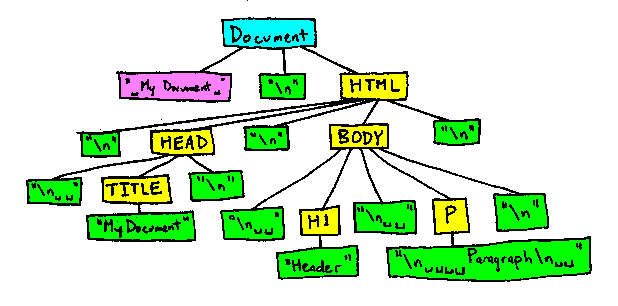 Document
"␣My Document␣"
"\n"
HTML
"\n"
HEAD
"\n"
BODY
"\n"
"\n␣␣"
TITLE
"\n"
"\n␣␣"
H1
"\n␣␣"
P
"\n"
"My Document"
"Header"
"\n␣␣␣␣Paragraph\n␣␣"